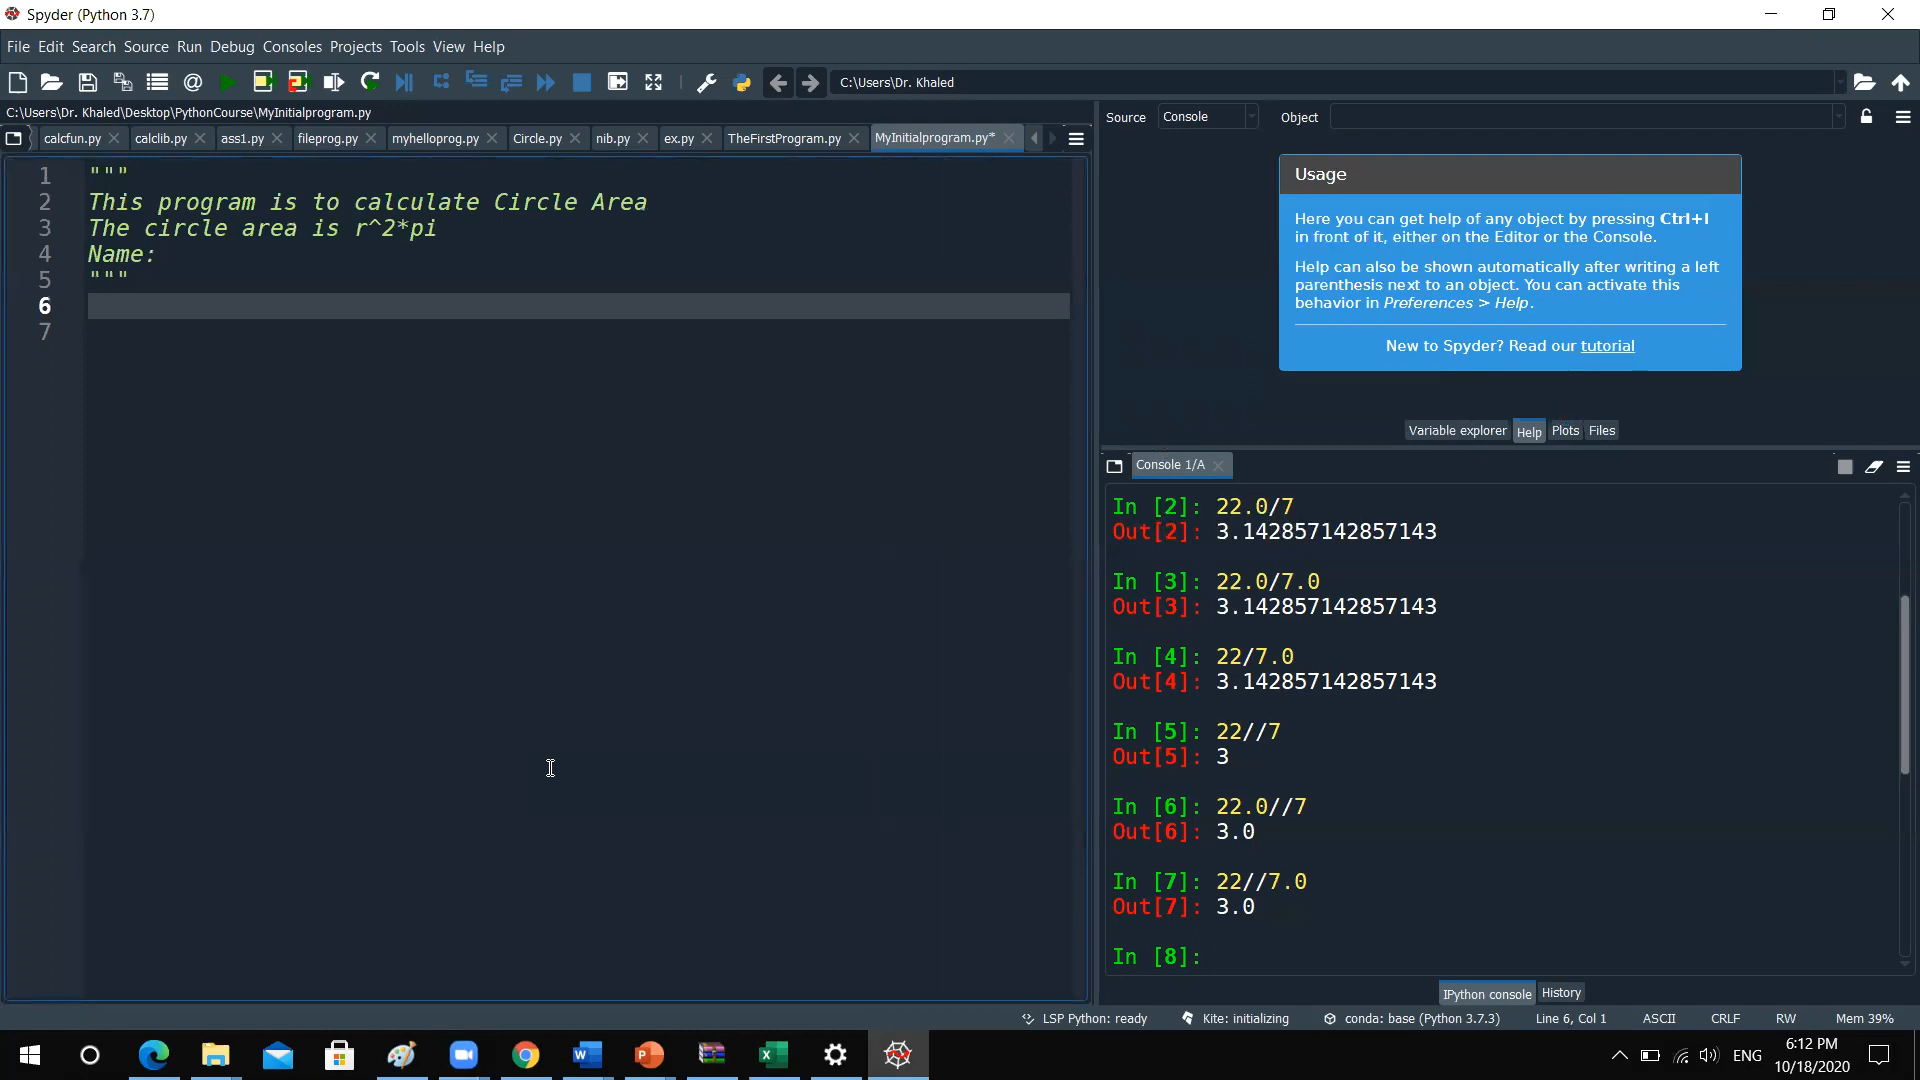 Spyder (Python 3.7)
File Edit Search Source Run Debug Consoles Projects Tools View Help
C:\Users\Dr. Khaled
C:\Users\Dr. Khaled\Desktop\PythonCourse\MyInitialprogram.py
calcfun.py calclib.py ass1.py fileprog.py myhelloprog.py Circle.py nib.py ex.py TheFirstProgram.py MyInitialprogram.py*
1 """
2 This program is to calculate Circle Area
3 The circle area is r^2*pi
4 Name:
5 """
6
7
Source Console Object
Usage
Here you can get help of any object by pressing Ctrl+I
in front of it, either on the Editor or the Console.
Help can also be shown automatically after writing a left
parenthesis next to an object. You can activate this
behavior in Preferences > Help.
New to Spyder? Read our tutorial
Variable explorer Help Plots Files
Console 1/A
In [2]: 22.0/7
Out[2]: 3.142857142857143
In [3]: 22.0/7.0
Out[3]: 3.142857142857143
In [4]: 22/7.0
Out[4]: 3.142857142857143
In [5]: 22//7
Out[5]: 3
In [6]: 22.0//7
Out[6]: 3.0
In [7]: 22//7.0
Out[7]: 3.0
In [8]:
IPython console History
LSP Python: ready Kite: initializing conda: base (Python 3.7.3) Line 6, Col 1 ASCII CRLF RW Mem 39%
ENG
6:12 PM
10/18/2020